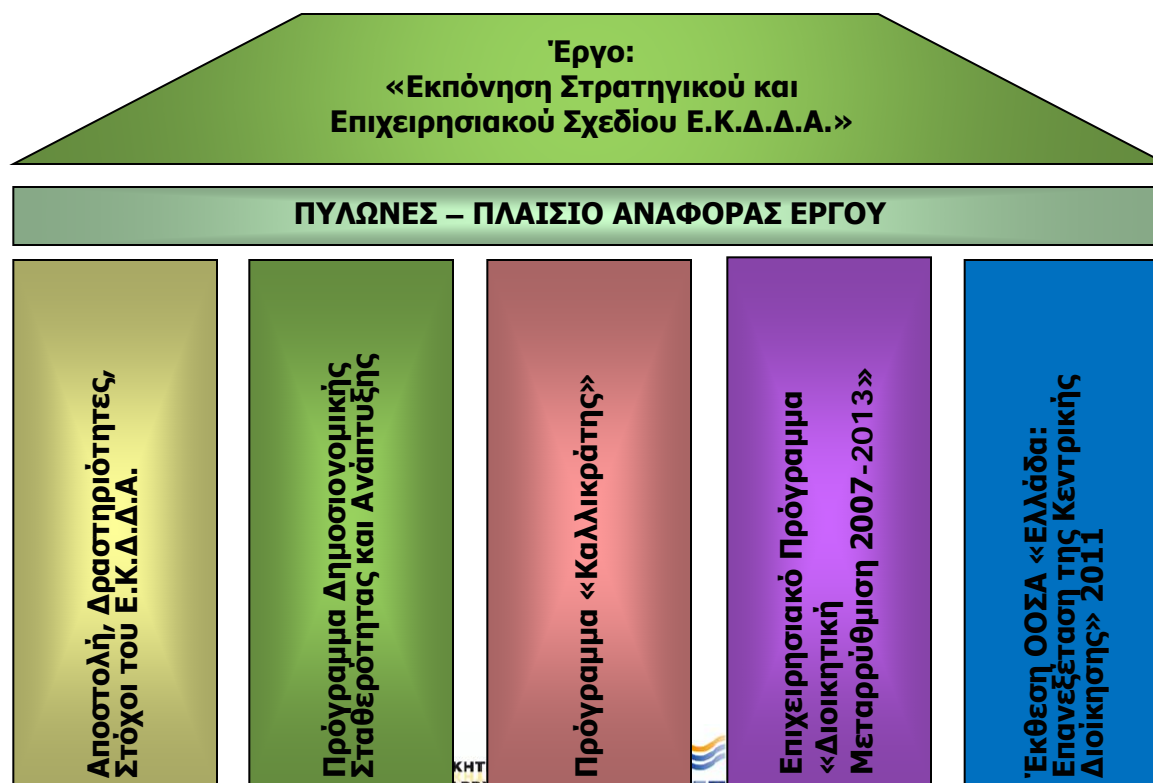 Έργο:
«Εκπόνηση Στρατηγικού και
Επιχειρησιακού Σχεδίου Ε.Κ.Δ.Δ.Α.»
ΠΥΛΩΝΕΣ – ΠΛΑΙΣΙΟ ΑΝΑΦΟΡΑΣ ΕΡΓΟΥ
Αποστολή, Δραστηριότητες,
Στόχοι του Ε.Κ.Δ.Δ.Α.
Πρόγραμμα Δημοσιονομικής
Σταθερότητας και Ανάπτυξης
Πρόγραμμα «Καλλικράτης»
Επιχειρησιακό Πρόγραμμα
«Διοικητική
Μεταρρύθμιση 2007-2013»
Έκθεση ΟΟΣΑ «Ελλάδα:
Επανεξέταση της Κεντρικής
Διοίκησης» 2011